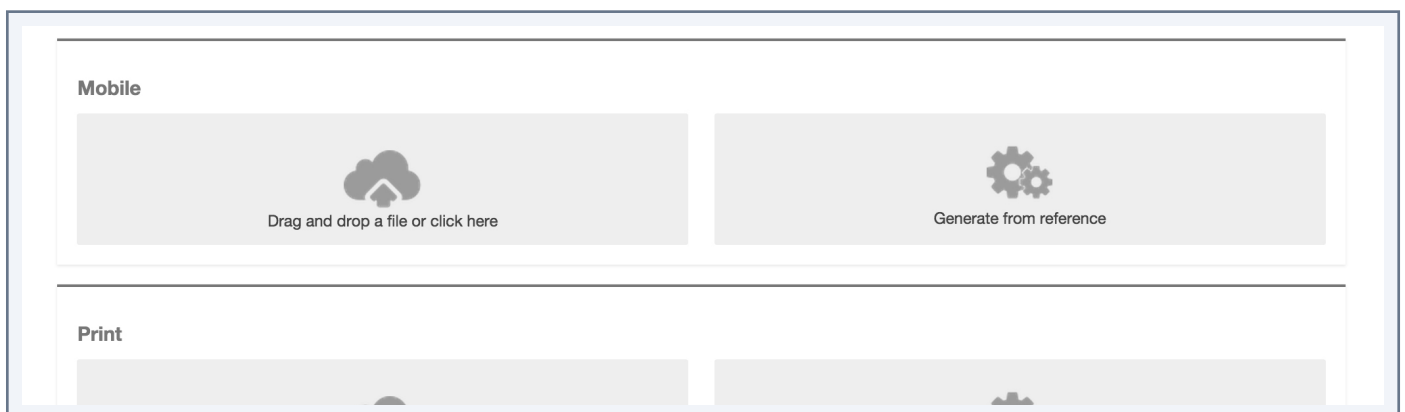 Mobile
Drag and drop a file or click here
Generate from reference
Print